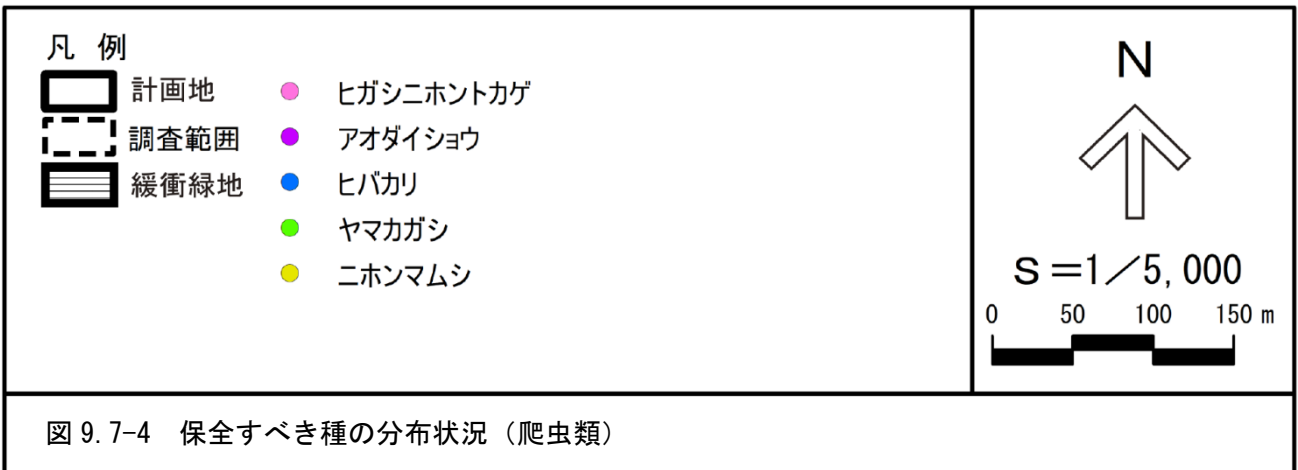 凡 例
計画地
調査範囲
緩衝緑地
ヒガシニホントカゲ
アオダイショウ
ヒバカリ
ヤマカガシ
ニホンマムシ
N
S=1/5,000
0 50 100 150 m
図 9.7-4 保全すべき種の分布状況(爬虫類)